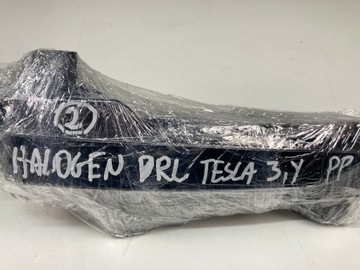 2
HALOGEN DRL TESLA 3,Y PP